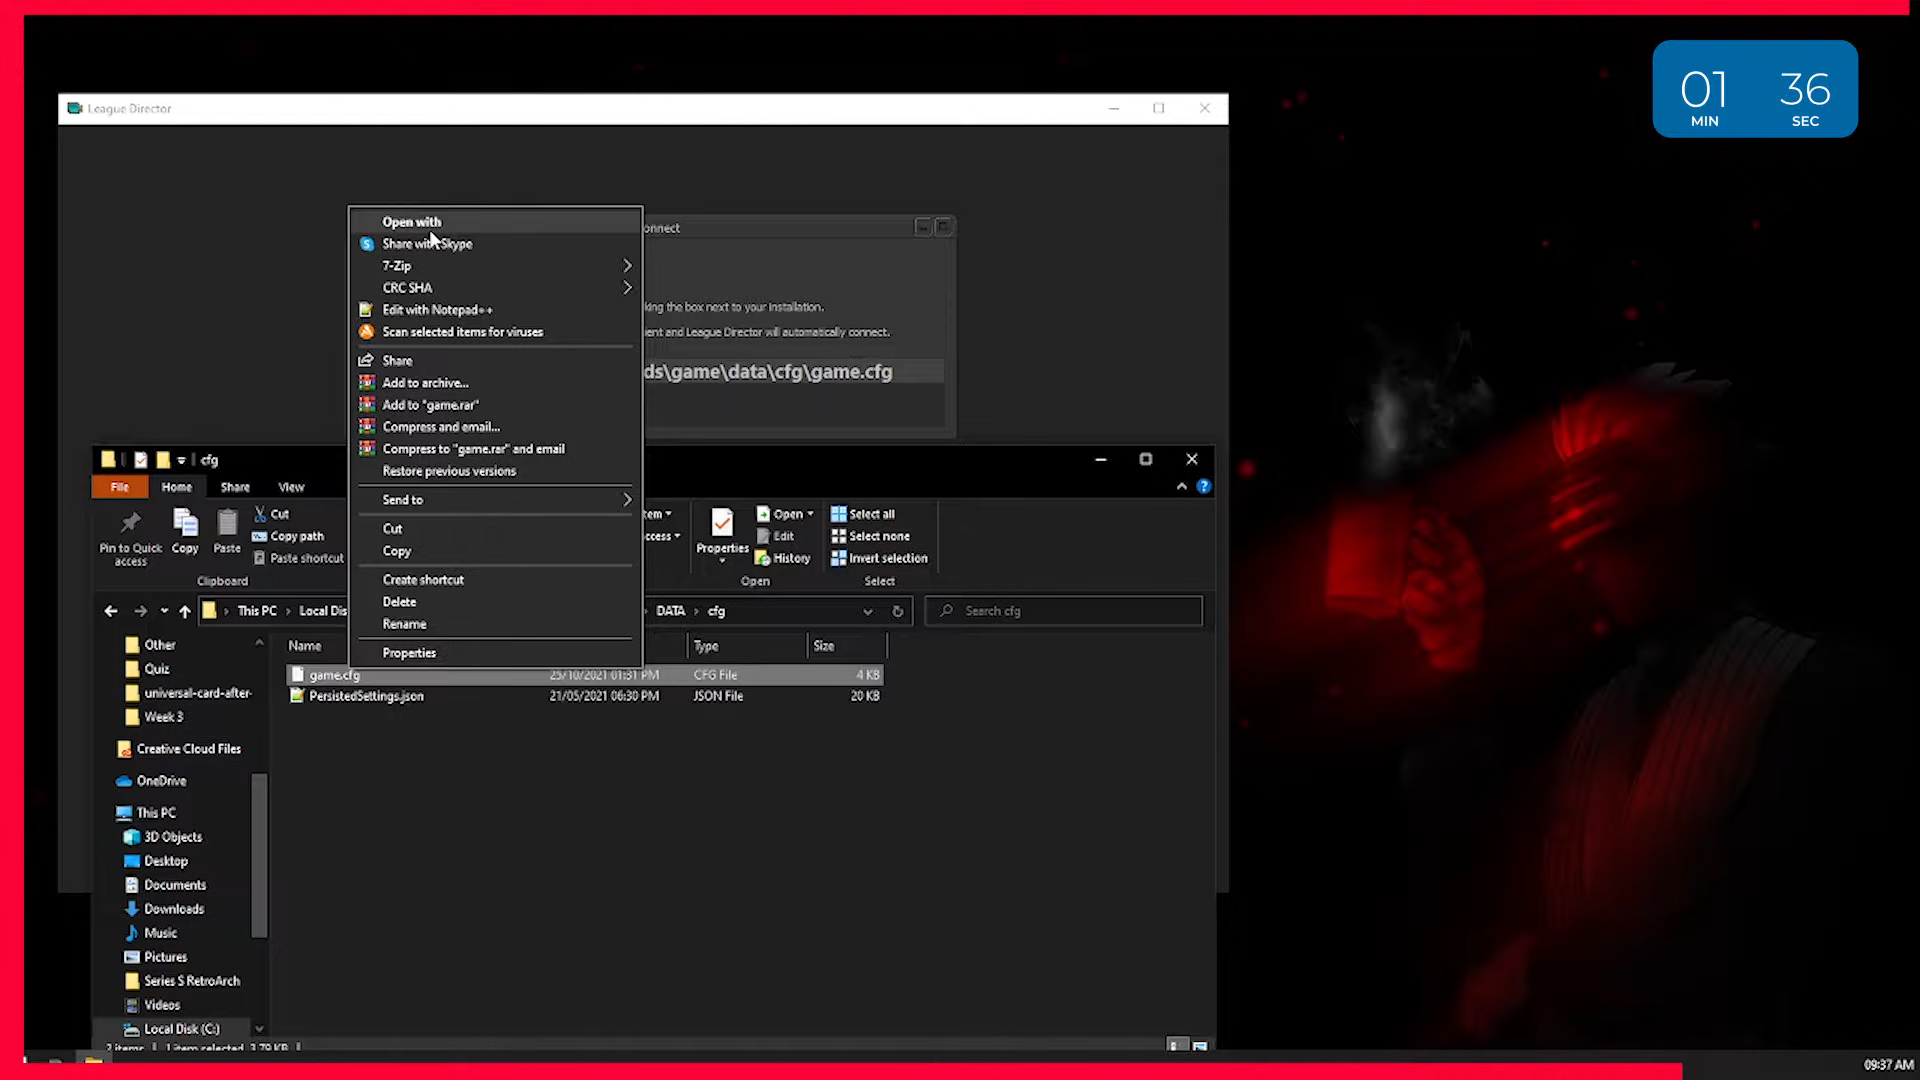 01 36
MIN SEC
League Director
Open with
Share with Skype
7-Zip
CRC SHA
Edit with Notepad++
Scan selected items for viruses
Share
Add to archive...
Add to "game.rar"
Compress and email...
Compress to "game.rar" and email
Restore previous versions
Send to
Cut
Copy
Create shortcut
Delete
Rename
Properties
onnect
king the box next to your installation.
ent and League Director will automatically connect.
ds\game\data\cfg\game.cfg
cfg
File Home Share View
Pin to Quick access
Copy
Paste
Cut
Copy path
Paste shortcut
Clipboard
Properties
Open
Edit
History
Open
Select all
Select none
Invert selection
Select
This PC Local Dis DATA cfg
Search cfg
Name Type Size
game.cfg 25/10/2021 01:31 PM CFG File 4 KB
PersistedSettings.json 21/05/2021 06:30 PM JSON File 20 KB
Other
Quiz
universal-card-after-
Week 3
Creative Cloud Files
OneDrive
This PC
3D Objects
Desktop
Documents
Downloads
Music
Pictures
Series S RetroArch
Videos
Local Disk (C:)
2 items 1 item selected 3.79 KB
09:37 AM